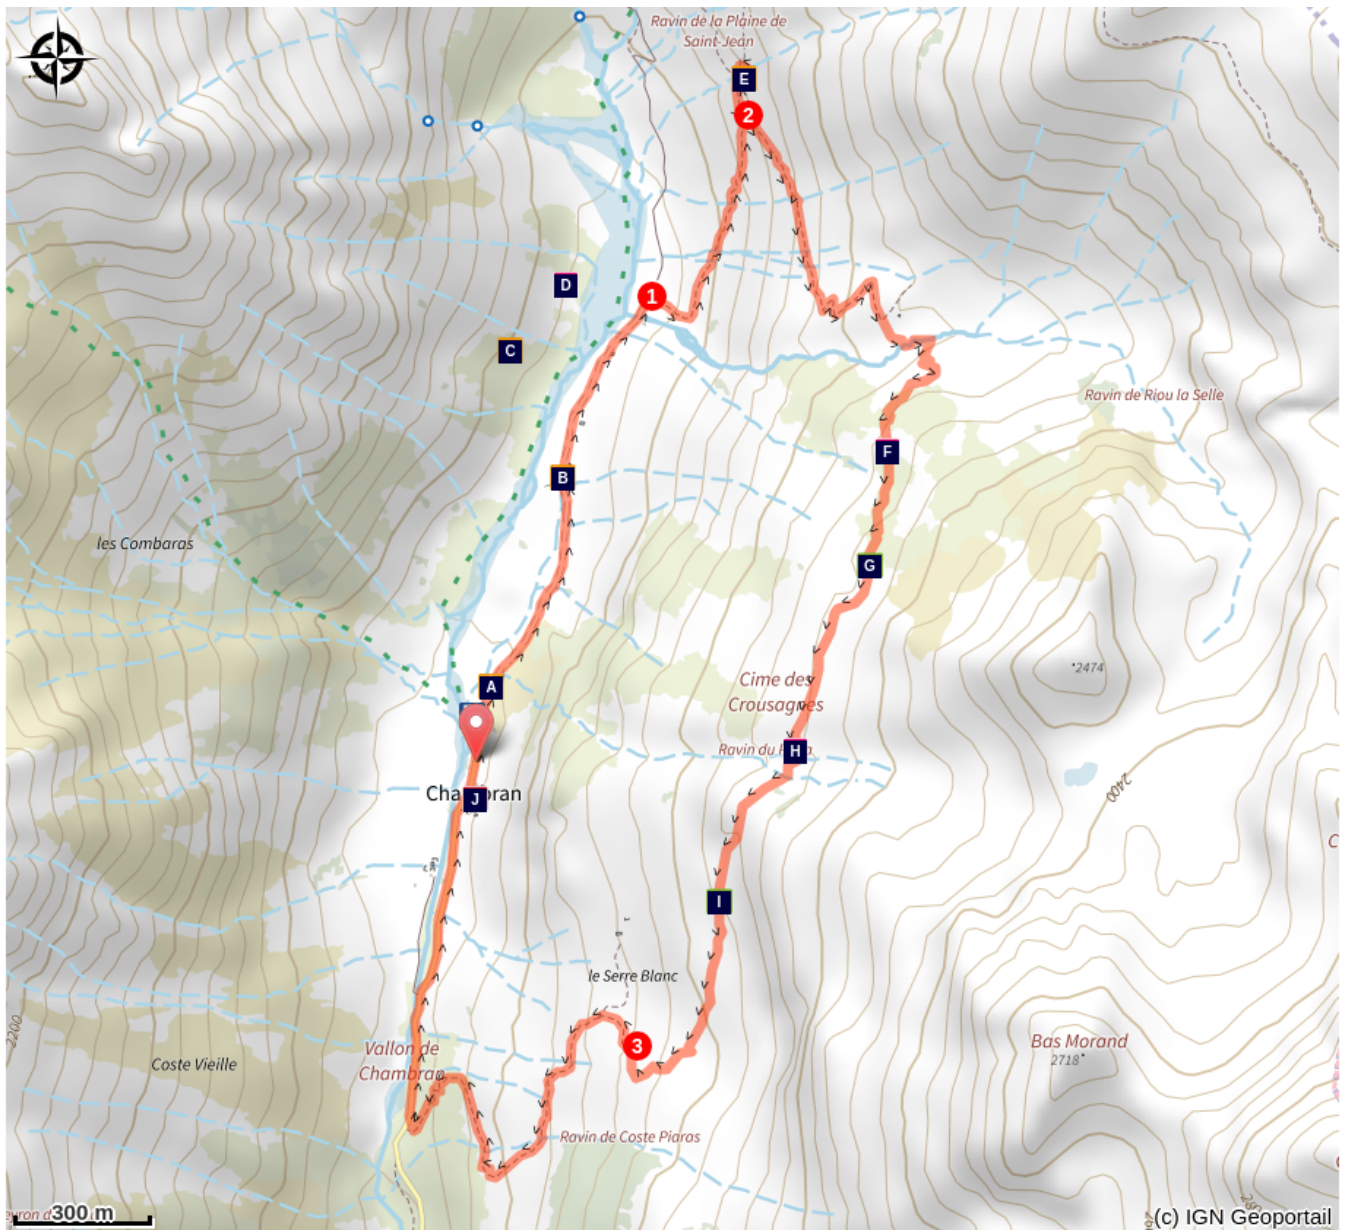 Ravin de la Plaine de
Saint-Jean
E
2
D
1
C
Ravin de Riou la Selle
F
B
les Combaras
G
2474
Cime des
Crousagnes
A
Ravin du
H
2400
J
I
le Serre Blanc
2200
Coste Vieille
Vallon de
Chambran
3
Bas Morand
2718
Ravin de Coste Piaras
300 m
(c) IGN Geoportail